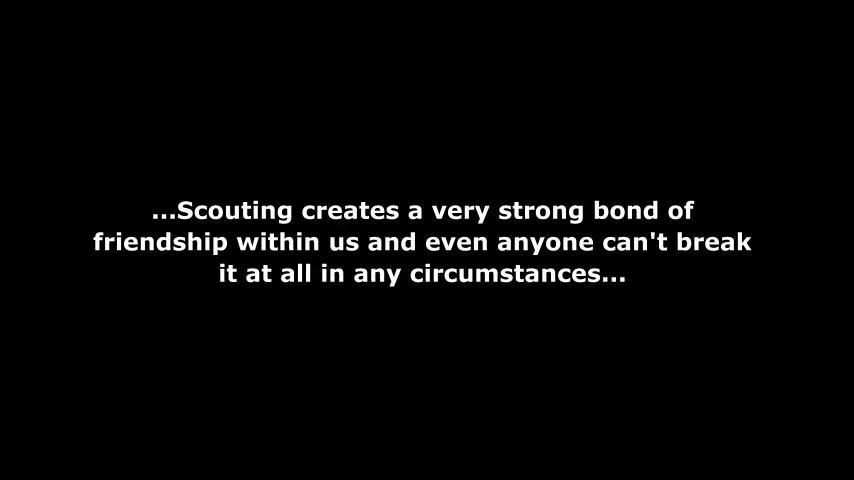 ...Scouting creates a very strong bond of
friendship within us and even anyone can't break
it at all in any circumstances...